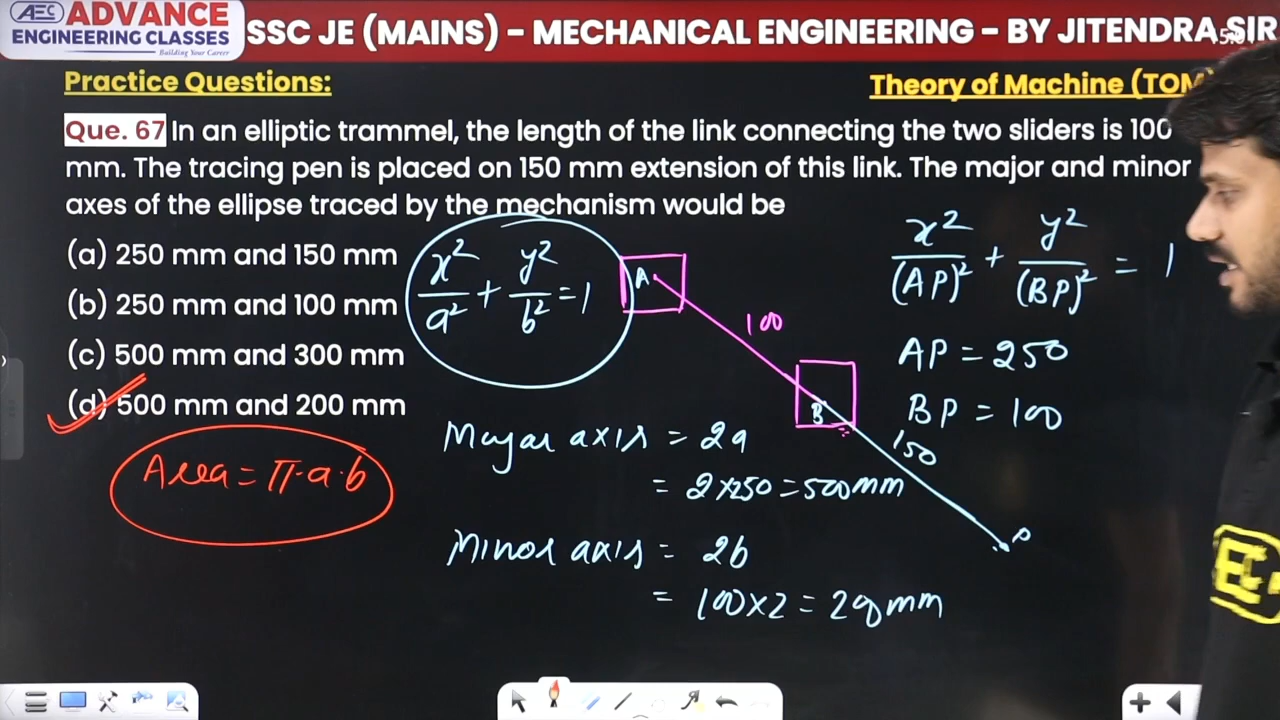 AEC ADVANCE
ENGINEERING CLASSES
Building Your Career
SSC JE (MAINS) – MECHANICAL ENGINEERING – BY JITENDRA SIR
Practice Questions:
Theory of Machine (TOM)
Que. 67 In an elliptic trammel, the length of the link connecting the two sliders is 100
mm. The tracing pen is placed on 150 mm extension of this link. The major and minor
axes of the ellipse traced by the mechanism would be
(a) 250 mm and 150 mm
(b) 250 mm and 100 mm
(c) 500 mm and 300 mm
(d) 500 mm and 200 mm
Area = π·a·b
x²/a² + y²/b² = 1
A
100
B
150
P
x²/(AP)² + y²/(BP)² = 1
AP = 250
BP = 100
Major axis = 2a
= 2×250 = 500mm
Minor axis = 2b
= 100×2 = 200mm